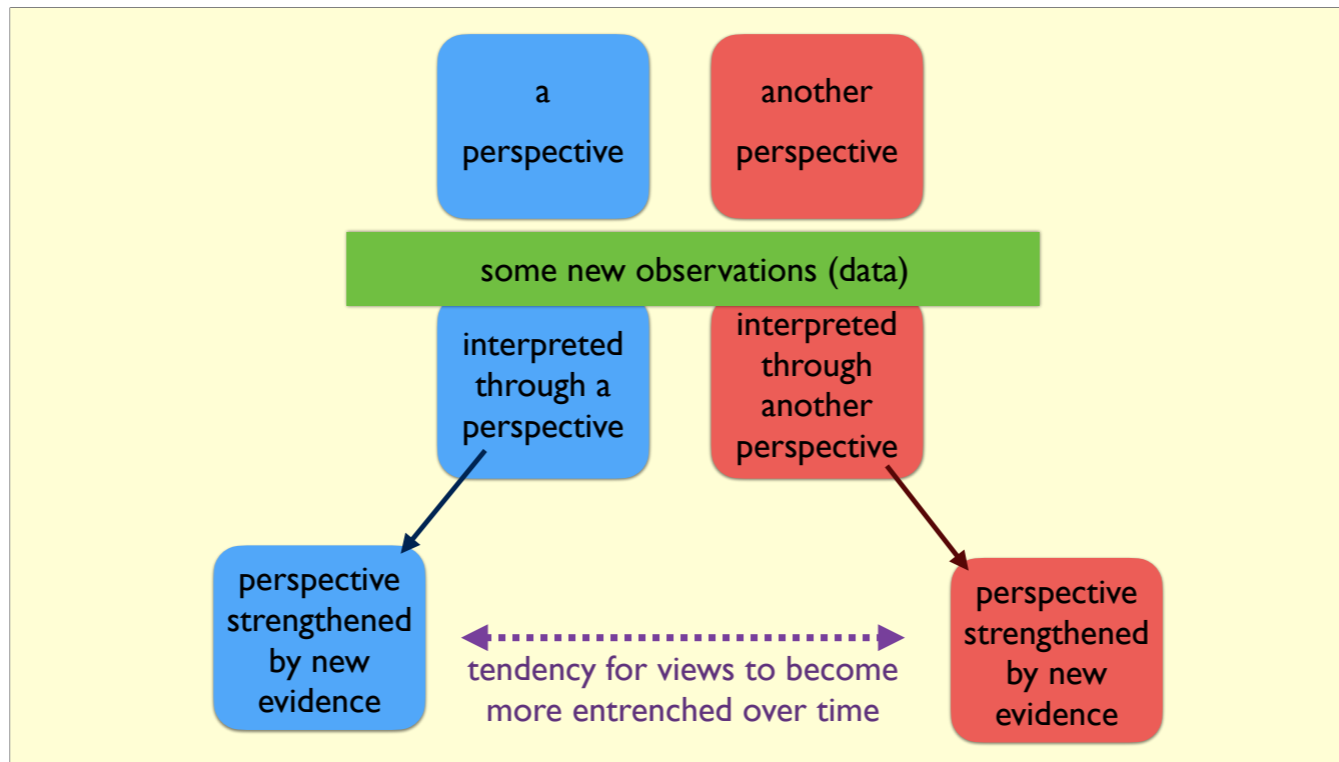 a
perspective
another
perspective
some new observations (data)
interpreted
through a
perspective
interpreted
through
another
perspective
perspective
strengthened
by new
evidence
tendency for views to become
more entrenched over time
perspective
strengthened
by new
evidence